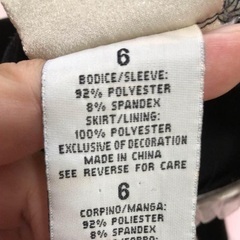 6
BODICE/SLEEVE:
92% POLYESTER
8% SPANDEX
SKIRT/LINING:
100% POLYESTER
EXCLUSIVE OF DECORATION
MADE IN CHINA
SEE REVERSE FOR CARE
6
CORPINO/MANGA:
92% POLIESTER
8% SPANDEX